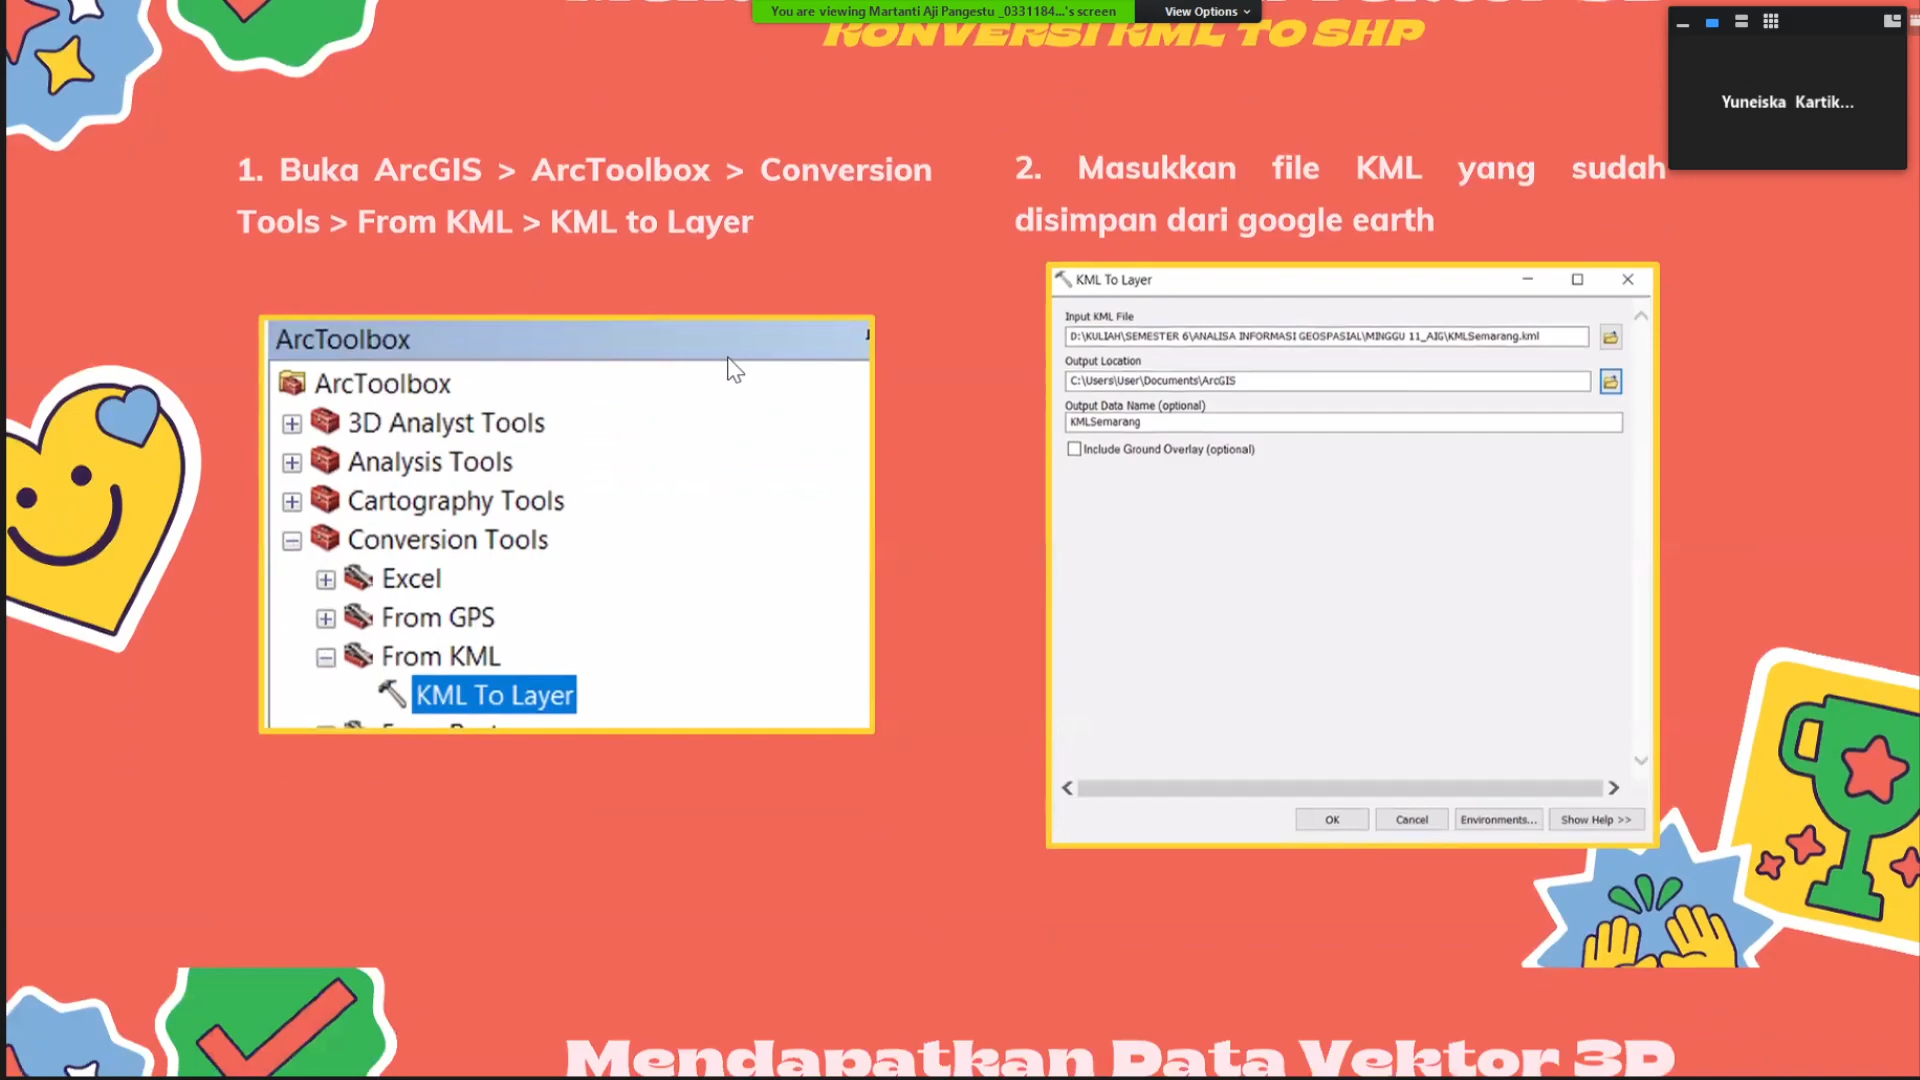 You are viewing Martanti Aji Pangestu _0331184...'s screen
View Options
KONVERSI KML TO SHP
Yuneiska Kartik...
1. Buka ArcGIS > ArcToolbox > Conversion
Tools > From KML > KML to Layer
2. Masukkan file KML yang sudah
disimpan dari google earth
ArcToolbox
ArcToolbox
3D Analyst Tools
Analysis Tools
Cartography Tools
Conversion Tools
Excel
From GPS
From KML
KML To Layer
KML To Layer
Input KML File
D:\KULIAH\SEMESTER 6\ANALISA INFORMASI GEOSPASIAL\MINGGU 11_AIG\KMLSemarang.kml
Output Location
C:\Users\User\Documents\ArcGIS
Output Data Name (optional)
KMLSemarang
Include Ground Overlay (optional)
OK
Cancel
Environments...
Show Help >>
Mendapatkan Data Vektor 3D